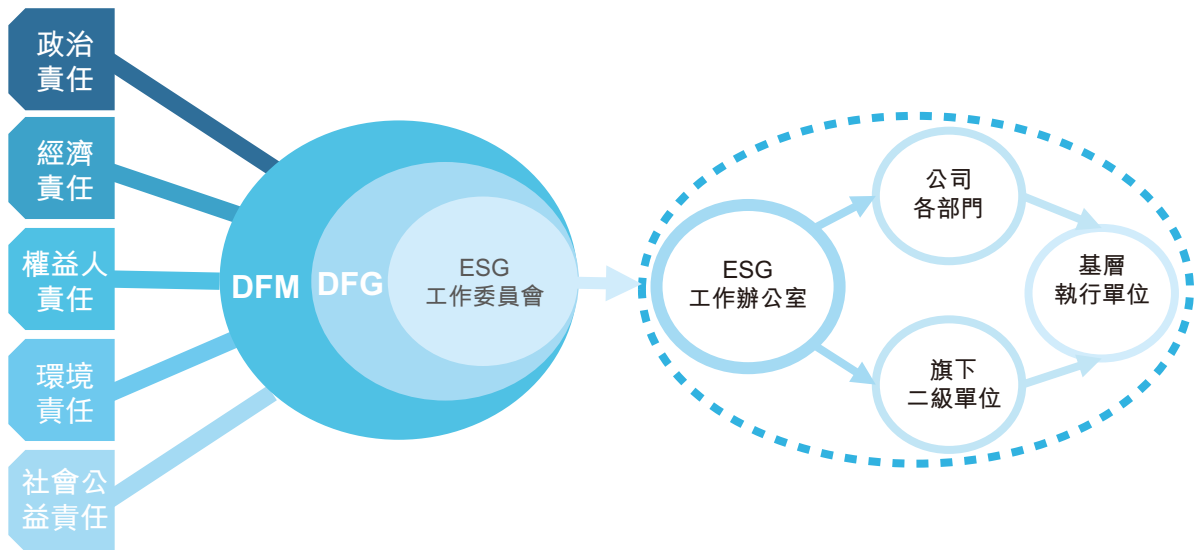 政治
責任
經濟
責任
權益人
責任
環境
責任
社會公
益責任
DFM
DFG
ESG
工作委員會
ESG
工作辦公室
公司
各部門
旗下
二級單位
基層
執行單位